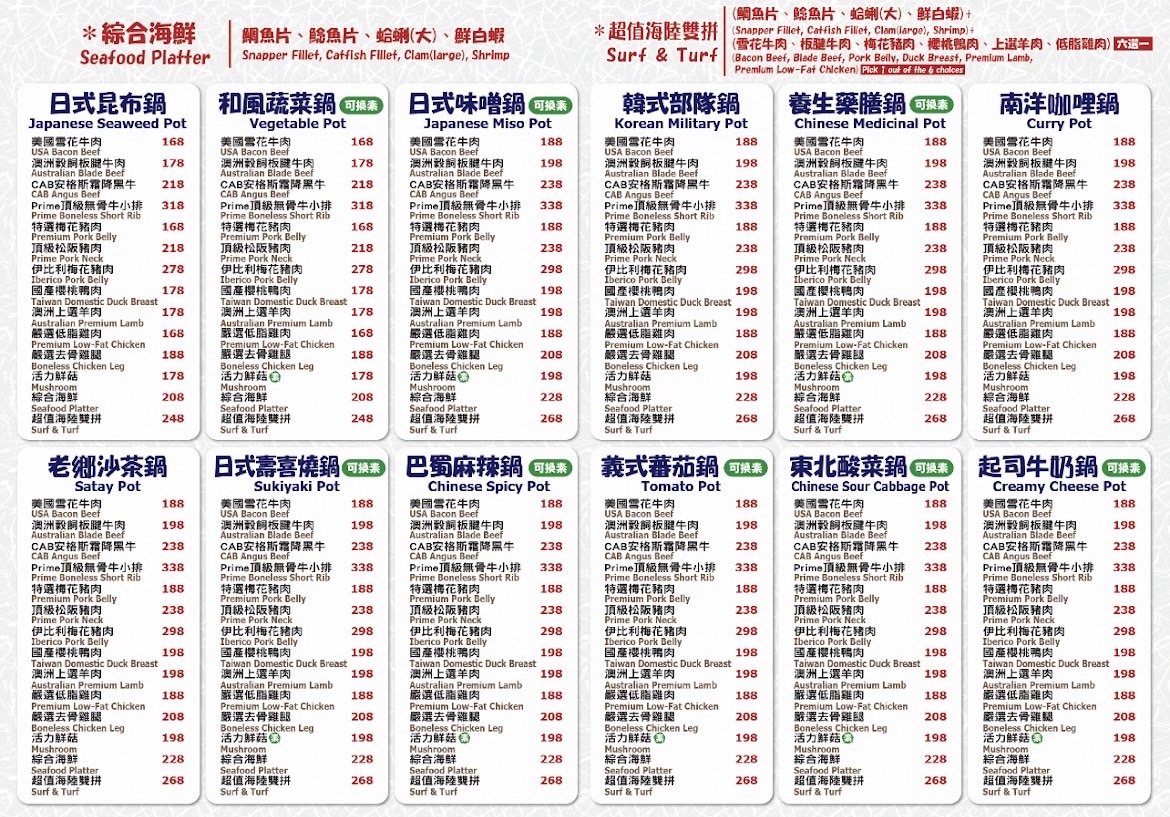 ＊綜合海鮮
Seafood Platter
鯛魚片、鯰魚片、蛤蜊(大)、鮮白蝦
Snapper Fillet, Catfish Fillet, Clam(large), Shrimp
＊超值海陸雙拼
Surf & Turf
(鯛魚片、鯰魚片、蛤蜊(大)、鮮白蝦)+
(Snapper Fillet, Catfish Fillet, Clam(large), Shrimp)+
(雪花牛肉、板腱牛肉、梅花豬肉、櫻桃鴨肉、上選羊肉、低脂雞肉) 六選一
(Bacon Beef, Blade Beef, Pork Belly, Duck Breast, Premium Lamb,
Premium Low-Fat Chicken) Pick 1 out of the 6 choices
日式昆布鍋
Japanese Seaweed Pot
美國雪花牛肉 168
USA Bacon Beef
澳洲穀飼板腱牛肉 178
Australian Blade Beef
CAB安格斯霜降黑牛 218
CAB Angus Beef
Prime頂級無骨牛小排 318
Prime Boneless Short Rib
特選梅花豬肉 168
Premium Pork Belly
頂級松阪豬肉 218
Prime Pork Neck
伊比利梅花豬肉 278
Iberico Pork Belly
國產櫻桃鴨肉 178
Taiwan Domestic Duck Breast
澳洲上選羊肉 178
Australian Premium Lamb
嚴選低脂雞肉 168
Premium Low-Fat Chicken
嚴選去骨雞腿 188
Boneless Chicken Leg
活力鮮菇 178
Mushroom
綜合海鮮 208
Seafood Platter
超值海陸雙拼 248
Surf & Turf
和風蔬菜鍋 可換素
Vegetable Pot
美國雪花牛肉 168
USA Bacon Beef
澳洲穀飼板腱牛肉 178
Australian Blade Beef
CAB安格斯霜降黑牛 218
CAB Angus Beef
Prime頂級無骨牛小排 318
Prime Boneless Short Rib
特選梅花豬肉 168
Premium Pork Belly
頂級松阪豬肉 218
Prime Pork Neck
伊比利梅花豬肉 278
Iberico Pork Belly
國產櫻桃鴨肉 178
Taiwan Domestic Duck Breast
澳洲上選羊肉 178
Australian Premium Lamb
嚴選低脂雞肉 168
Premium Low-Fat Chicken
嚴選去骨雞腿 188
Boneless Chicken Leg
活力鮮菇 素 178
Mushroom
綜合海鮮 208
Seafood Platter
超值海陸雙拼 248
Surf & Turf
日式味噌鍋 可換素
Japanese Miso Pot
美國雪花牛肉 188
USA Bacon Beef
澳洲穀飼板腱牛肉 198
Australian Blade Beef
CAB安格斯霜降黑牛 238
CAB Angus Beef
Prime頂級無骨牛小排 338
Prime Boneless Short Rib
特選梅花豬肉 188
Premium Pork Belly
頂級松阪豬肉 238
Prime Pork Neck
伊比利梅花豬肉 298
Iberico Pork Belly
國產櫻桃鴨肉 198
Taiwan Domestic Duck Breast
澳洲上選羊肉 198
Australian Premium Lamb
嚴選低脂雞肉 188
Premium Low-Fat Chicken
嚴選去骨雞腿 208
Boneless Chicken Leg
活力鮮菇 素 198
Mushroom
綜合海鮮 228
Seafood Platter
超值海陸雙拼 268
Surf & Turf
韓式部隊鍋
Korean Military Pot
美國雪花牛肉 188
USA Bacon Beef
澳洲穀飼板腱牛肉 198
Australian Blade Beef
CAB安格斯霜降黑牛 238
CAB Angus Beef
Prime頂級無骨牛小排 338
Prime Boneless Short Rib
特選梅花豬肉 188
Premium Pork Belly
頂級松阪豬肉 238
Prime Pork Neck
伊比利梅花豬肉 298
Iberico Pork Belly
國產櫻桃鴨肉 198
Taiwan Domestic Duck Breast
澳洲上選羊肉 198
Australian Premium Lamb
嚴選低脂雞肉 188
Premium Low-Fat Chicken
嚴選去骨雞腿 208
Boneless Chicken Leg
活力鮮菇 198
Mushroom
綜合海鮮 228
Seafood Platter
超值海陸雙拼 268
Surf & Turf
養生藥膳鍋 可換素
Chinese Medicinal Pot
美國雪花牛肉 188
USA Bacon Beef
澳洲穀飼板腱牛肉 198
Australian Blade Beef
CAB安格斯霜降黑牛 238
CAB Angus Beef
Prime頂級無骨牛小排 338
Prime Boneless Short Rib
特選梅花豬肉 188
Premium Pork Belly
頂級松阪豬肉 238
Prime Pork Neck
伊比利梅花豬肉 298
Iberico Pork Belly
國產櫻桃鴨肉 198
Taiwan Domestic Duck Breast
澳洲上選羊肉 198
Australian Premium Lamb
嚴選低脂雞肉 188
Premium Low-Fat Chicken
嚴選去骨雞腿 208
Boneless Chicken Leg
活力鮮菇 素 198
Mushroom
綜合海鮮 228
Seafood Platter
超值海陸雙拼 268
Surf & Turf
南洋咖哩鍋
Curry Pot
美國雪花牛肉 188
USA Bacon Beef
澳洲穀飼板腱牛肉 198
Australian Blade Beef
CAB安格斯霜降黑牛 238
CAB Angus Beef
Prime頂級無骨牛小排 338
Prime Boneless Short Rib
特選梅花豬肉 188
Premium Pork Belly
頂級松阪豬肉 238
Prime Pork Neck
伊比利梅花豬肉 298
Iberico Pork Belly
國產櫻桃鴨肉 198
Taiwan Domestic Duck Breast
澳洲上選羊肉 198
Australian Premium Lamb
嚴選低脂雞肉 188
Premium Low-Fat Chicken
嚴選去骨雞腿 208
Boneless Chicken Leg
活力鮮菇 198
Mushroom
綜合海鮮 228
Seafood Platter
超值海陸雙拼 268
Surf & Turf
老鄉沙茶鍋
Satay Pot
美國雪花牛肉 188
USA Bacon Beef
澳洲穀飼板腱牛肉 198
Australian Blade Beef
CAB安格斯霜降黑牛 238
CAB Angus Beef
Prime頂級無骨牛小排 338
Prime Boneless Short Rib
特選梅花豬肉 188
Premium Pork Belly
頂級松阪豬肉 238
Prime Pork Neck
伊比利梅花豬肉 298
Iberico Pork Belly
國產櫻桃鴨肉 198
Taiwan Domestic Duck Breast
澳洲上選羊肉 198
Australian Premium Lamb
嚴選低脂雞肉 188
Premium Low-Fat Chicken
嚴選去骨雞腿 208
Boneless Chicken Leg
活力鮮菇 198
Mushroom
綜合海鮮 228
Seafood Platter
超值海陸雙拼 268
Surf & Turf
日式壽喜燒鍋 可換素
Sukiyaki Pot
美國雪花牛肉 188
USA Bacon Beef
澳洲穀飼板腱牛肉 198
Australian Blade Beef
CAB安格斯霜降黑牛 238
CAB Angus Beef
Prime頂級無骨牛小排 338
Prime Boneless Short Rib
特選梅花豬肉 188
Premium Pork Belly
頂級松阪豬肉 238
Prime Pork Neck
伊比利梅花豬肉 298
Iberico Pork Belly
國產櫻桃鴨肉 198
Taiwan Domestic Duck Breast
澳洲上選羊肉 198
Australian Premium Lamb
嚴選低脂雞肉 188
Premium Low-Fat Chicken
嚴選去骨雞腿 208
Boneless Chicken Leg
活力鮮菇 素 198
Mushroom
綜合海鮮 228
Seafood Platter
超值海陸雙拼 268
Surf & Turf
巴蜀麻辣鍋 可換素
Chinese Spicy Pot
美國雪花牛肉 188
USA Bacon Beef
澳洲穀飼板腱牛肉 198
Australian Blade Beef
CAB安格斯霜降黑牛 238
CAB Angus Beef
Prime頂級無骨牛小排 338
Prime Boneless Short Rib
特選梅花豬肉 188
Premium Pork Belly
頂級松阪豬肉 238
Prime Pork Neck
伊比利梅花豬肉 298
Iberico Pork Belly
國產櫻桃鴨肉 198
Taiwan Domestic Duck Breast
澳洲上選羊肉 198
Australian Premium Lamb
嚴選低脂雞肉 188
Premium Low-Fat Chicken
嚴選去骨雞腿 208
Boneless Chicken Leg
活力鮮菇 素 198
Mushroom
綜合海鮮 228
Seafood Platter
超值海陸雙拼 268
Surf & Turf
義式蕃茄鍋 可換素
Tomato Pot
美國雪花牛肉 188
USA Bacon Beef
澳洲穀飼板腱牛肉 198
Australian Blade Beef
CAB安格斯霜降黑牛 238
CAB Angus Beef
Prime頂級無骨牛小排 338
Prime Boneless Short Rib
特選梅花豬肉 188
Premium Pork Belly
頂級松阪豬肉 238
Prime Pork Neck
伊比利梅花豬肉 298
Iberico Pork Belly
國產櫻桃鴨肉 198
Taiwan Domestic Duck Breast
澳洲上選羊肉 198
Australian Premium Lamb
嚴選低脂雞肉 188
Premium Low-Fat Chicken
嚴選去骨雞腿 208
Boneless Chicken Leg
活力鮮菇 素 198
Mushroom
綜合海鮮 228
Seafood Platter
超值海陸雙拼 268
Surf & Turf
東北酸菜鍋 可換素
Chinese Sour Cabbage Pot
美國雪花牛肉 188
USA Bacon Beef
澳洲穀飼板腱牛肉 198
Australian Blade Beef
CAB安格斯霜降黑牛 238
CAB Angus Beef
Prime頂級無骨牛小排 338
Prime Boneless Short Rib
特選梅花豬肉 188
Premium Pork Belly
頂級松阪豬肉 238
Prime Pork Neck
伊比利梅花豬肉 298
Iberico Pork Belly
國產櫻桃鴨肉 198
Taiwan Domestic Duck Breast
澳洲上選羊肉 198
Australian Premium Lamb
嚴選低脂雞肉 188
Premium Low-Fat Chicken
嚴選去骨雞腿 208
Boneless Chicken Leg
活力鮮菇 素 198
Mushroom
綜合海鮮 228
Seafood Platter
超值海陸雙拼 268
Surf & Turf
起司牛奶鍋 可換素
Creamy Cheese Pot
美國雪花牛肉 188
USA Bacon Beef
澳洲穀飼板腱牛肉 198
Australian Blade Beef
CAB安格斯霜降黑牛 238
CAB Angus Beef
Prime頂級無骨牛小排 338
Prime Boneless Short Rib
特選梅花豬肉 188
Premium Pork Belly
頂級松阪豬肉 238
Prime Pork Neck
伊比利梅花豬肉 298
Iberico Pork Belly
國產櫻桃鴨肉 198
Taiwan Domestic Duck Breast
澳洲上選羊肉 198
Australian Premium Lamb
嚴選低脂雞肉 188
Premium Low-Fat Chicken
嚴選去骨雞腿 208
Boneless Chicken Leg
活力鮮菇 素 198
Mushroom
綜合海鮮 228
Seafood Platter
超值海陸雙拼 268
Surf & Turf